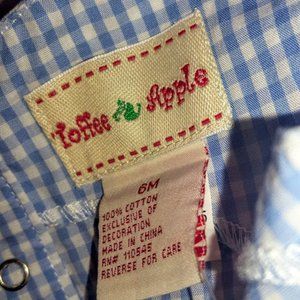 Toffee Apple
6M
100% COTTON
EXCLUSIVE OF
DECORATION
MADE IN CHINA
RN# 110545
REVERSE FOR CARE